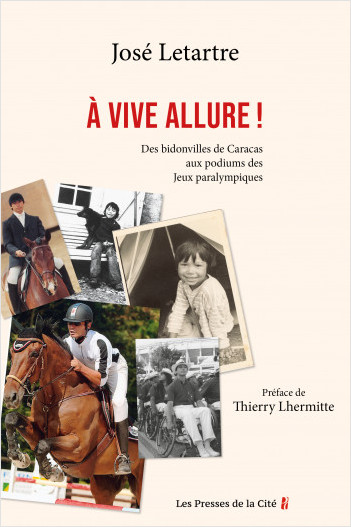 José Letartre
À VIVE ALLURE !
Des bidonvilles de Caracas
aux podiums des
Jeux paralympiques
Préface de
Thierry Lhermitte
Les Presses de la Cité